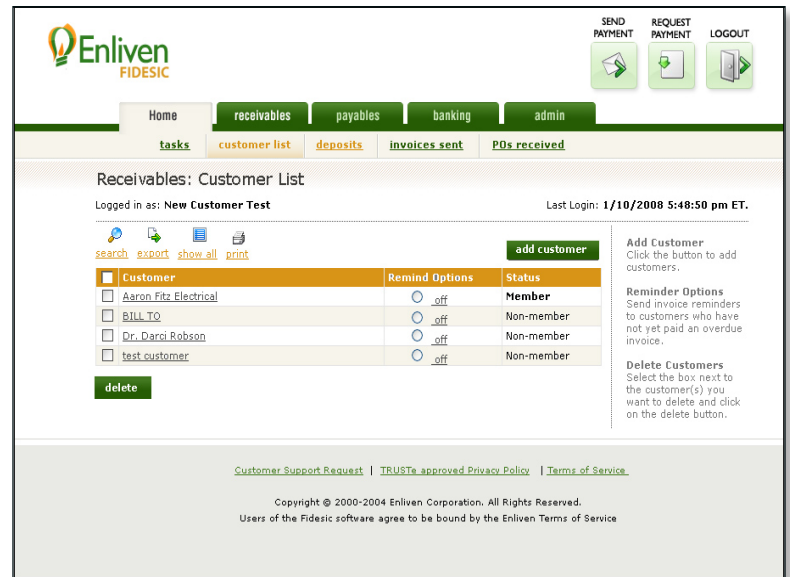 SEND PAYMENT
REQUEST PAYMENT
LOGOUT
Enliven
FIDESIC
Home receivables payables banking admin
tasks customer list deposits invoices sent POs received
Receivables: Customer List
Logged in as: New Customer Test Last Login: 1/10/2008 5:48:50 pm ET.
search export show all print add customer
Customer Remind Options Status
Aaron Fitz Electrical off Member
BILL TO off Non-member
Dr. Darci Robson off Non-member
test customer off Non-member
delete
Add Customer
Click the button to add
customers.
Reminder Options
Send invoice reminders
to customers who have
not yet paid an overdue
invoice.
Delete Customers
Select the box next to
the customer(s) you
want to delete and click
on the delete button.
Customer Support Request | TRUSTe approved Privacy Policy | Terms of Service
Copyright © 2000-2004 Enliven Corporation. All Rights Reserved.
Users of the Fidesic software agree to be bound by the Enliven Terms of Service